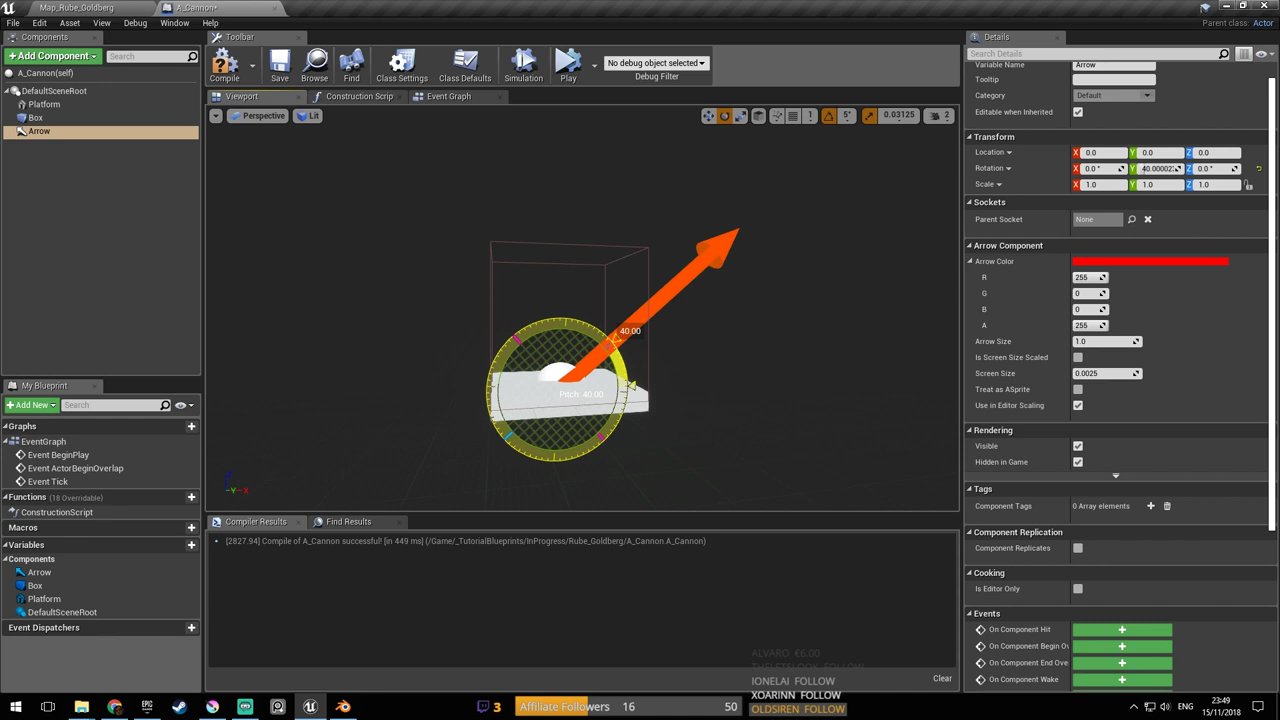 Map_Rube_Goldberg
A_Cannon*
File Edit Asset View Debug Window Help
Parent class: Actor
Components
Toolbar
Details
+ Add Component
Search
Search Details
A_Cannon(self)
DefaultSceneRoot
Platform
Box
Arrow
Compile
Save
Browse
Find
Class Settings
Class Defaults
Simulation
Play
No debug object selected
Debug Filter
Viewport
Construction Scrip
Event Graph
Perspective
Lit
1
5°
0.03125
2
40.00
Pitch: 40.00
Y X
Variable Name Arrow
Tooltip
Category Default
Editable when Inherited
Transform
Location X 0.0 Y 0.0 Z 0.0
Rotation X 0.0 ° Y 40.00002 Z 0.0 °
Scale X 1.0 Y 1.0 Z 1.0
Sockets
Parent Socket None
Arrow Component
Arrow Color
R 255
G 0
B 0
A 255
Arrow Size 1.0
Is Screen Size Scaled
Screen Size 0.0025
Treat as ASprite
Use in Editor Scaling
Rendering
Visible
Hidden in Game
Tags
Component Tags 0 Array elements
Component Replication
Component Replicates
Cooking
Is Editor Only
Events
On Component Hit
On Component Begin Ov
On Component End Ove
On Component Wake
My Blueprint
+ Add New
Search
Graphs
EventGraph
Event BeginPlay
Event ActorBeginOverlap
Event Tick
Functions (18 Overridable)
ConstructionScript
Macros
Variables
Components
Arrow
Box
Platform
DefaultSceneRoot
Event Dispatchers
Compiler Results
Find Results
[2827.94] Compile of A_Cannon successful! [in 449 ms] (/Game/_TutorialBlueprints/InProgress/Rube_Goldberg/A_Cannon.A_Cannon)
Clear
ALVARO €6.00
IONELAI FOLLOW
XOARINN FOLLOW
OLDSIREN FOLLOW
3
Affiliate Followers 16 50
ENG
23:49
15/11/2018